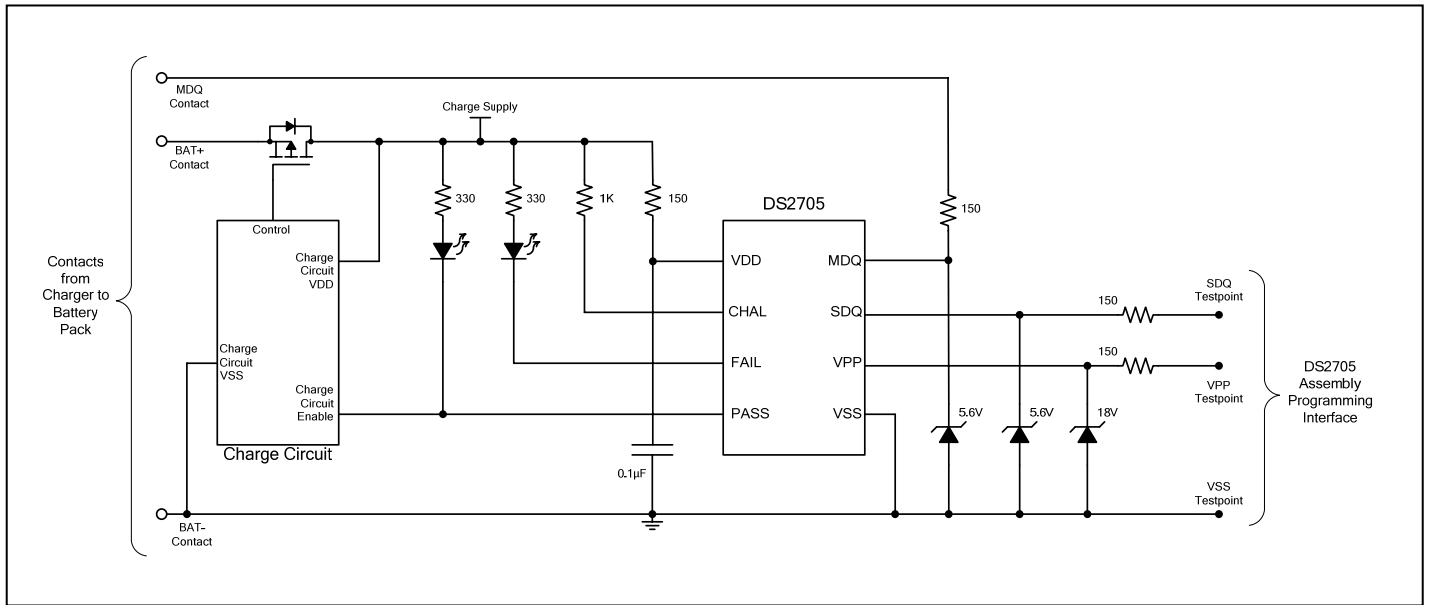 MDQ
Contact
Charge Supply
BAT+
Contact
330
330
1K
150
DS2705
150
Control
Charge
Circuit
VDD
VDD
MDQ
Contacts
from
Charger to
Battery
Pack
SDQ
Testpoint
150
CHAL
SDQ
Charge
Circuit
VSS
FAIL
VPP
150
VPP
Testpoint
DS2705
Assembly
Programming
Interface
Charge
Circuit
Enable
PASS
VSS
5.6V
5.6V
18V
Charge Circuit
0.1µF
VSS
Testpoint
BAT–
Contact